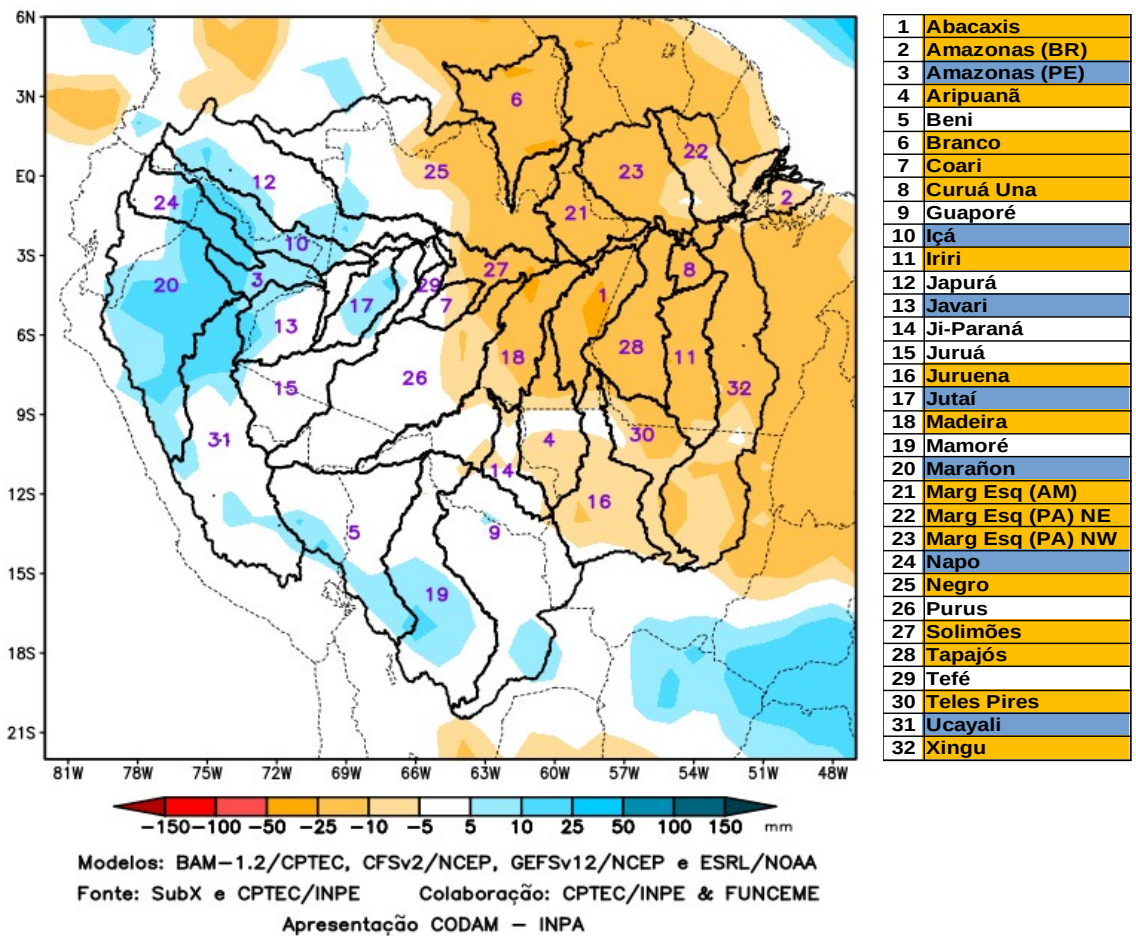 6N
3N
EQ
3S
6S
9S
12S
15S
18S
21S
81W 78W 75W 72W 69W 66W 63W 60W 57W 54W 51W 48W
6
22
25
23
12
2
24
21
10
27
3
20
29
8
17
7
1
13
18
28
11
26
15
32
31
4
30
14
16
5
9
19
1 Abacaxis
2 Amazonas (BR)
3 Amazonas (PE)
4 Aripuanã
5 Beni
6 Branco
7 Coari
8 Curuá Una
9 Guaporé
10 Içá
11 Iriri
12 Japurá
13 Javari
14 Ji-Paraná
15 Juruá
16 Juruena
17 Jutaí
18 Madeira
19 Mamoré
20 Marañon
21 Marg Esq (AM)
22 Marg Esq (PA) NE
23 Marg Esq (PA) NW
24 Napo
25 Negro
26 Purus
27 Solimões
28 Tapajós
29 Tefé
30 Teles Pires
31 Ucayali
32 Xingu
−150 −100 −50 −25 −10 −5 5 10 25 50 100 150 mm
Modelos: BAM−1.2/CPTEC, CFSv2/NCEP, GEFSv12/NCEP e ESRL/NOAA
Fonte: SubX e CPTEC/INPE Colaboração: CPTEC/INPE & FUNCEME
Apresentação CODAM − INPA